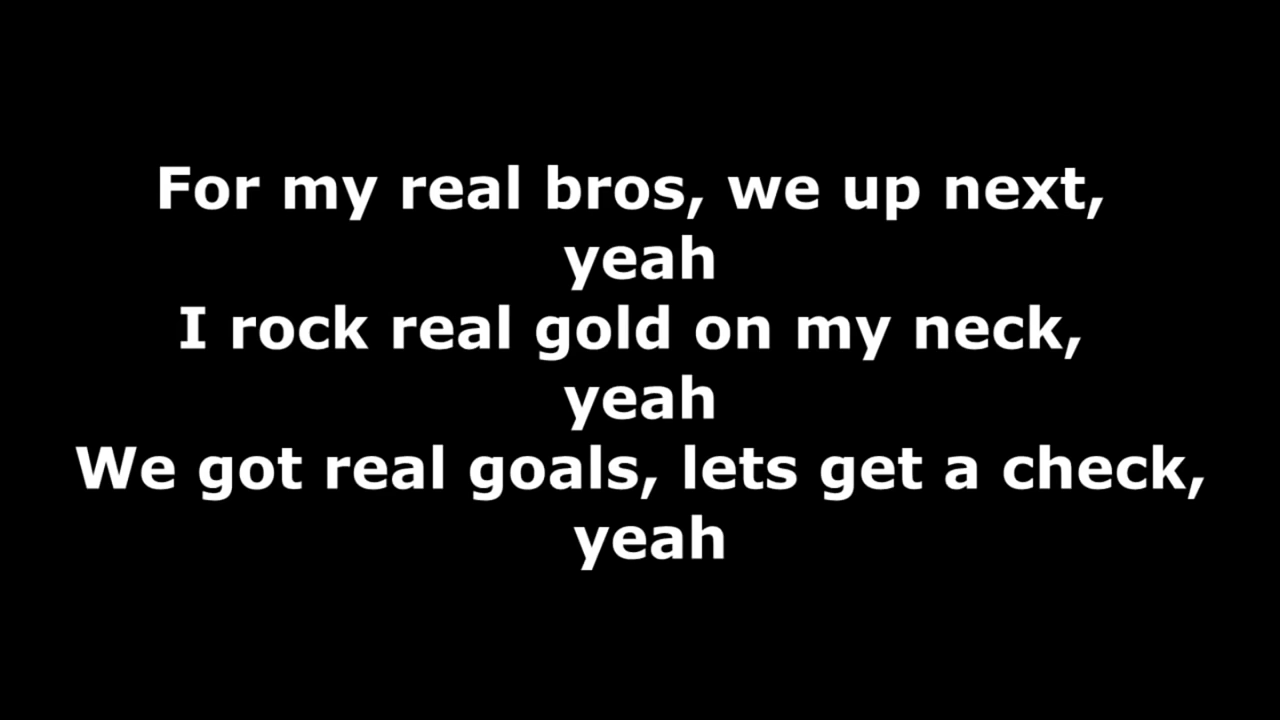 For my real bros, we up next,
yeah
I rock real gold on my neck,
yeah
We got real goals, lets get a check,
yeah